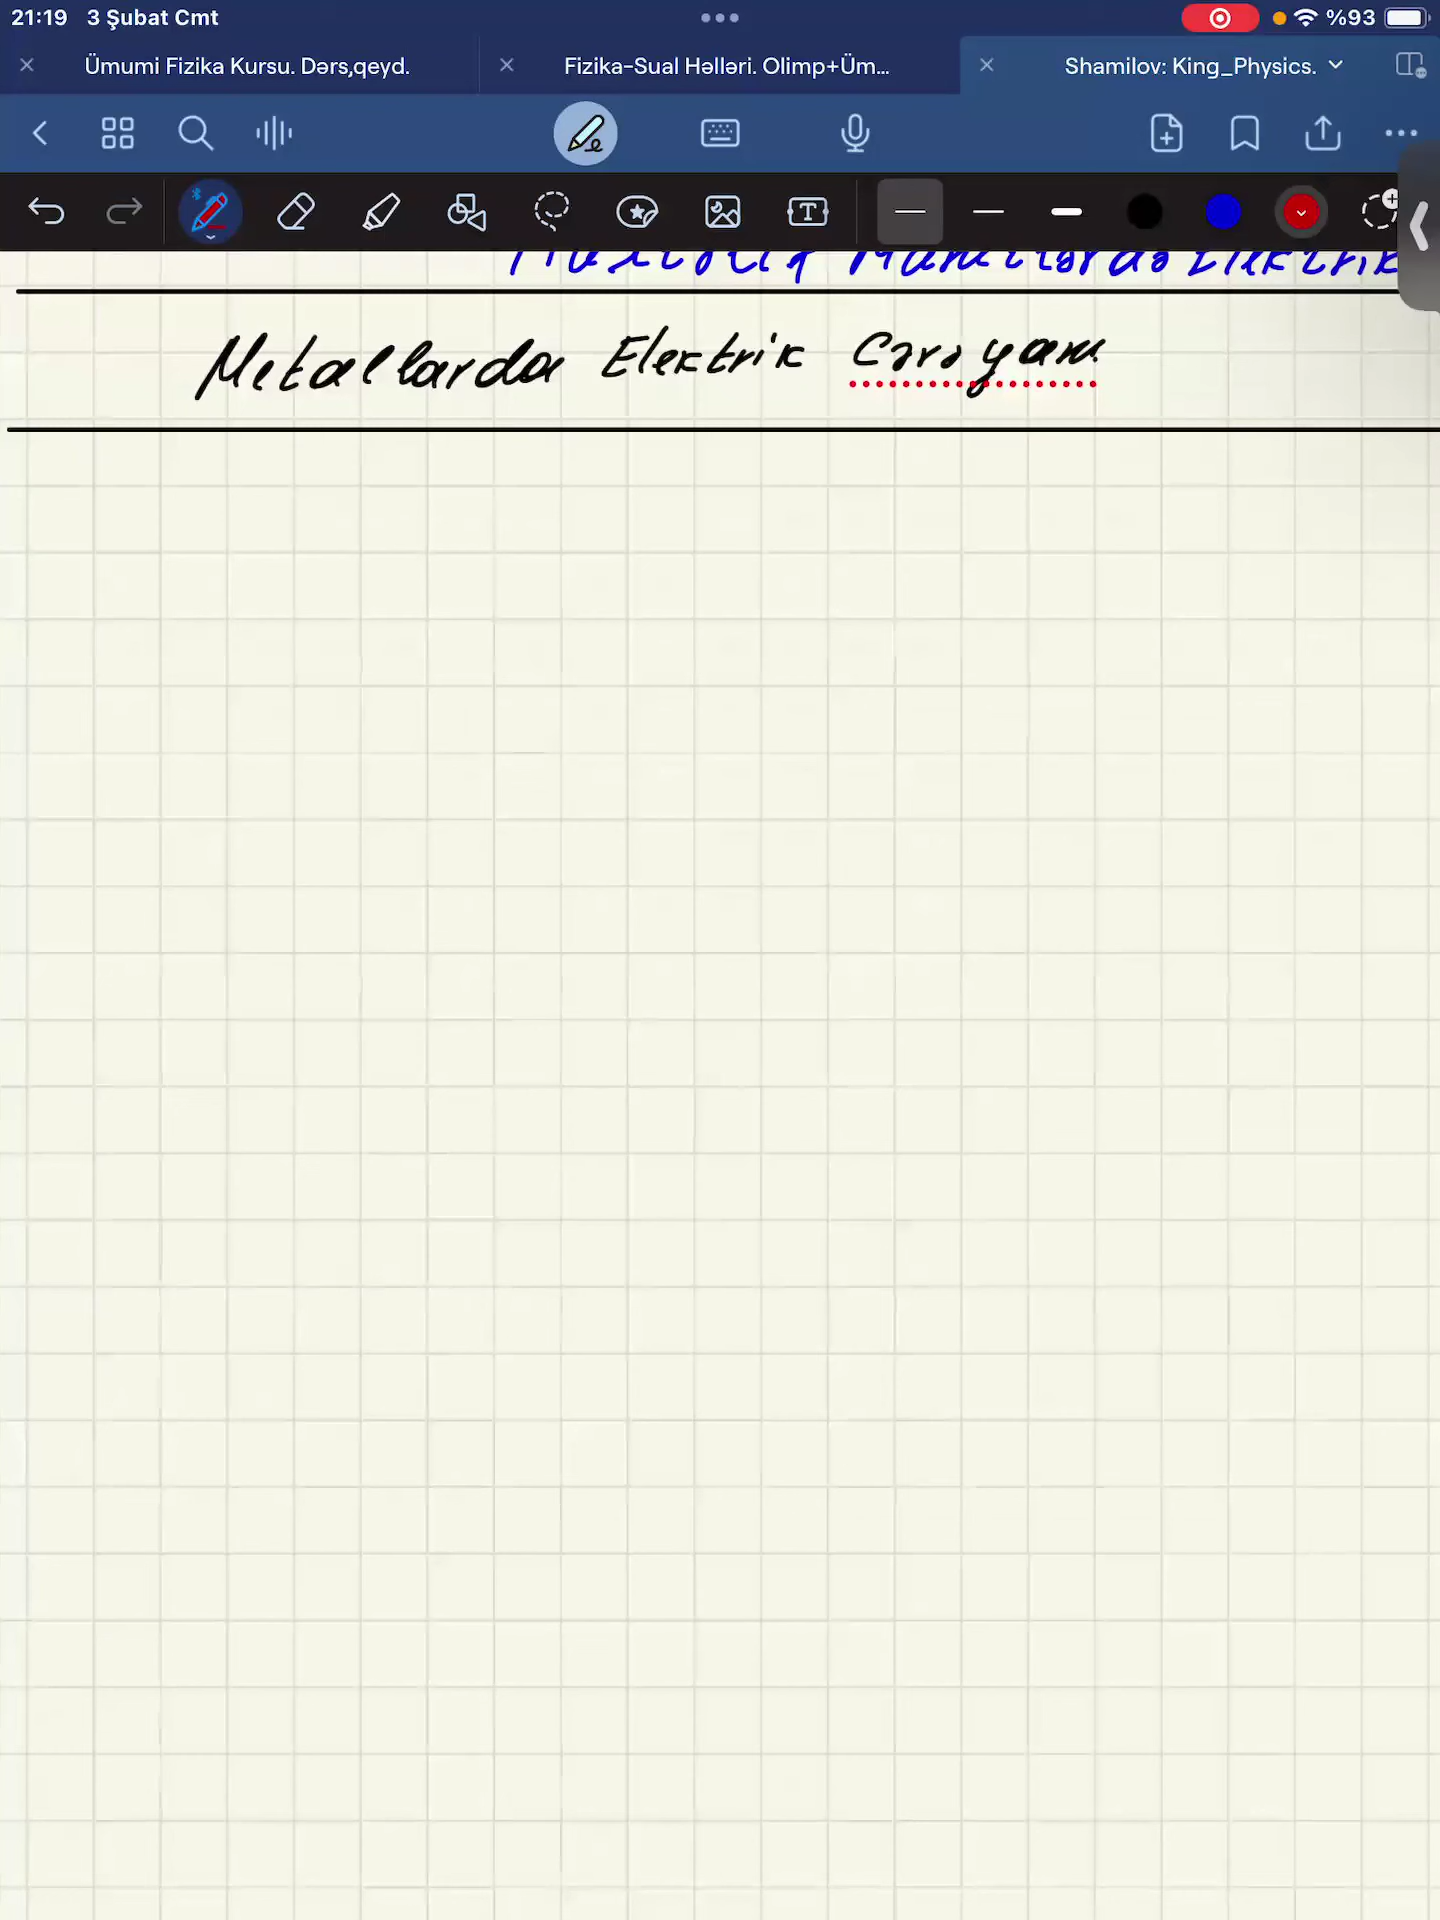 21:19 3 Şubat Cmt %93
Ümumi Fizika Kursu. Dərs,qeyd. Fizika-Sual Həlləri. Olimp+Üm... Shamilov: King_Physics.
Elektrik
Metallarda Elektrik Cərəyanı